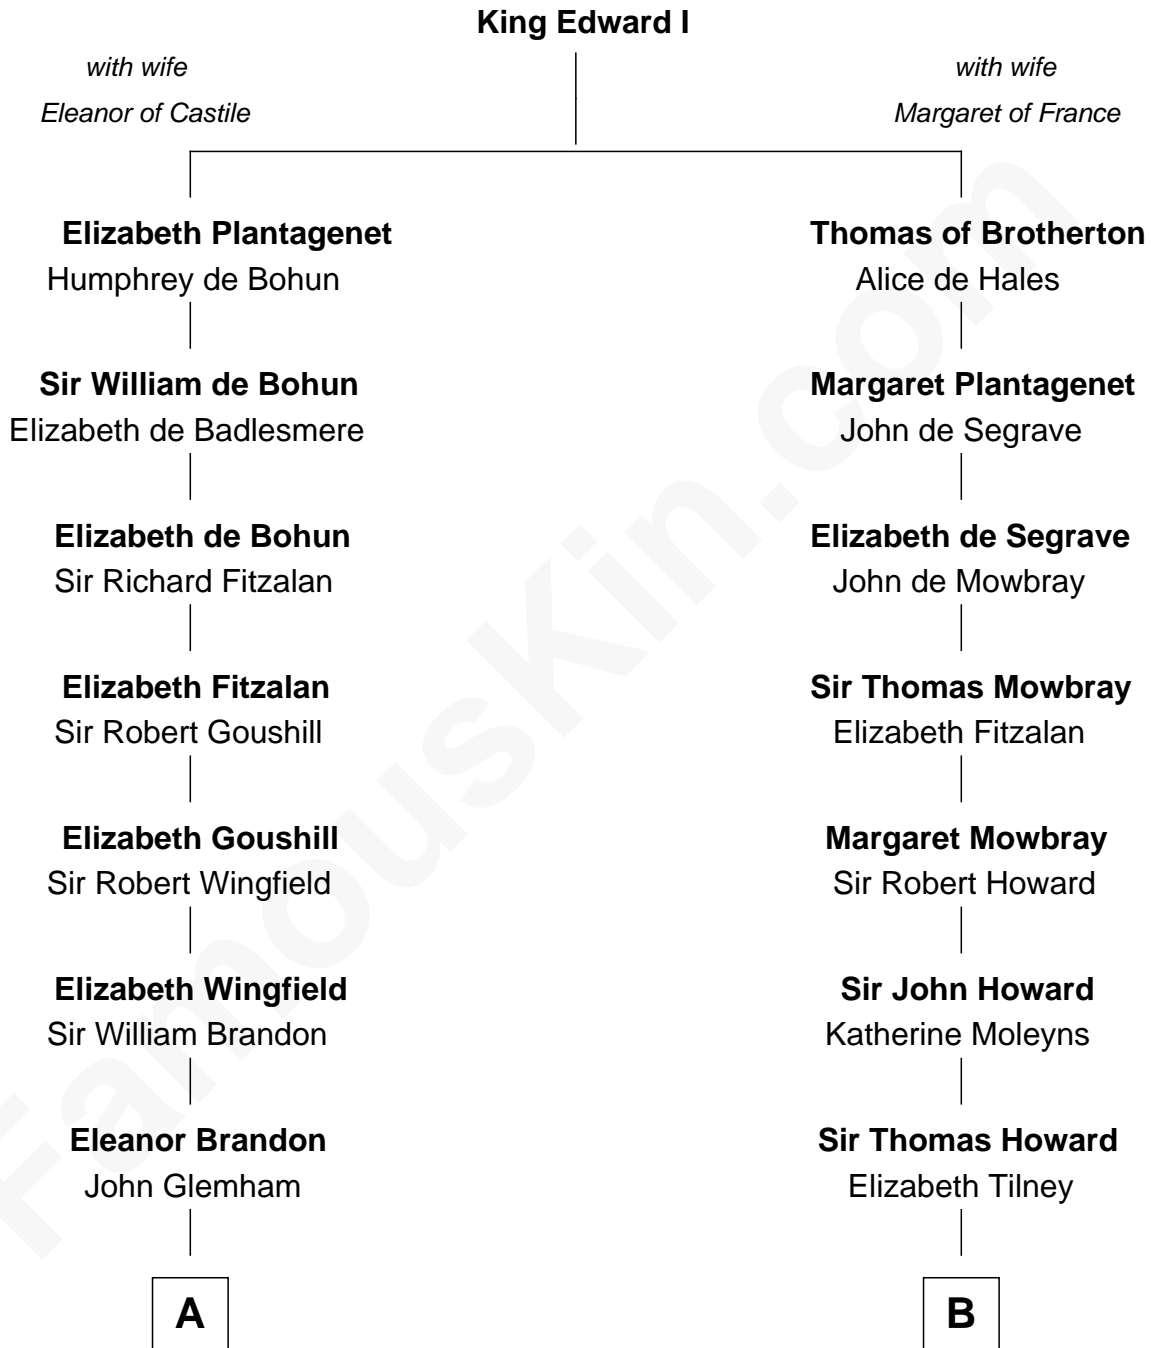 King Edward I
with wife
Eleanor of Castile
with wife
Margaret of France
Elizabeth Plantagenet
Humphrey de Bohun
Thomas of Brotherton
Alice de Hales
Sir William de Bohun
Elizabeth de Badlesmere
Margaret Plantagenet
John de Segrave
Elizabeth de Bohun
Sir Richard Fitzalan
Elizabeth de Segrave
John de Mowbray
Elizabeth Fitzalan
Sir Robert Goushill
Sir Thomas Mowbray
Elizabeth Fitzalan
Elizabeth Goushill
Sir Robert Wingfield
Margaret Mowbray
Sir Robert Howard
Elizabeth Wingfield
Sir William Brandon
Sir John Howard
Katherine Moleyns
Eleanor Brandon
John Glemham
Sir Thomas Howard
Elizabeth Tilney
A
B
FamousKin.com